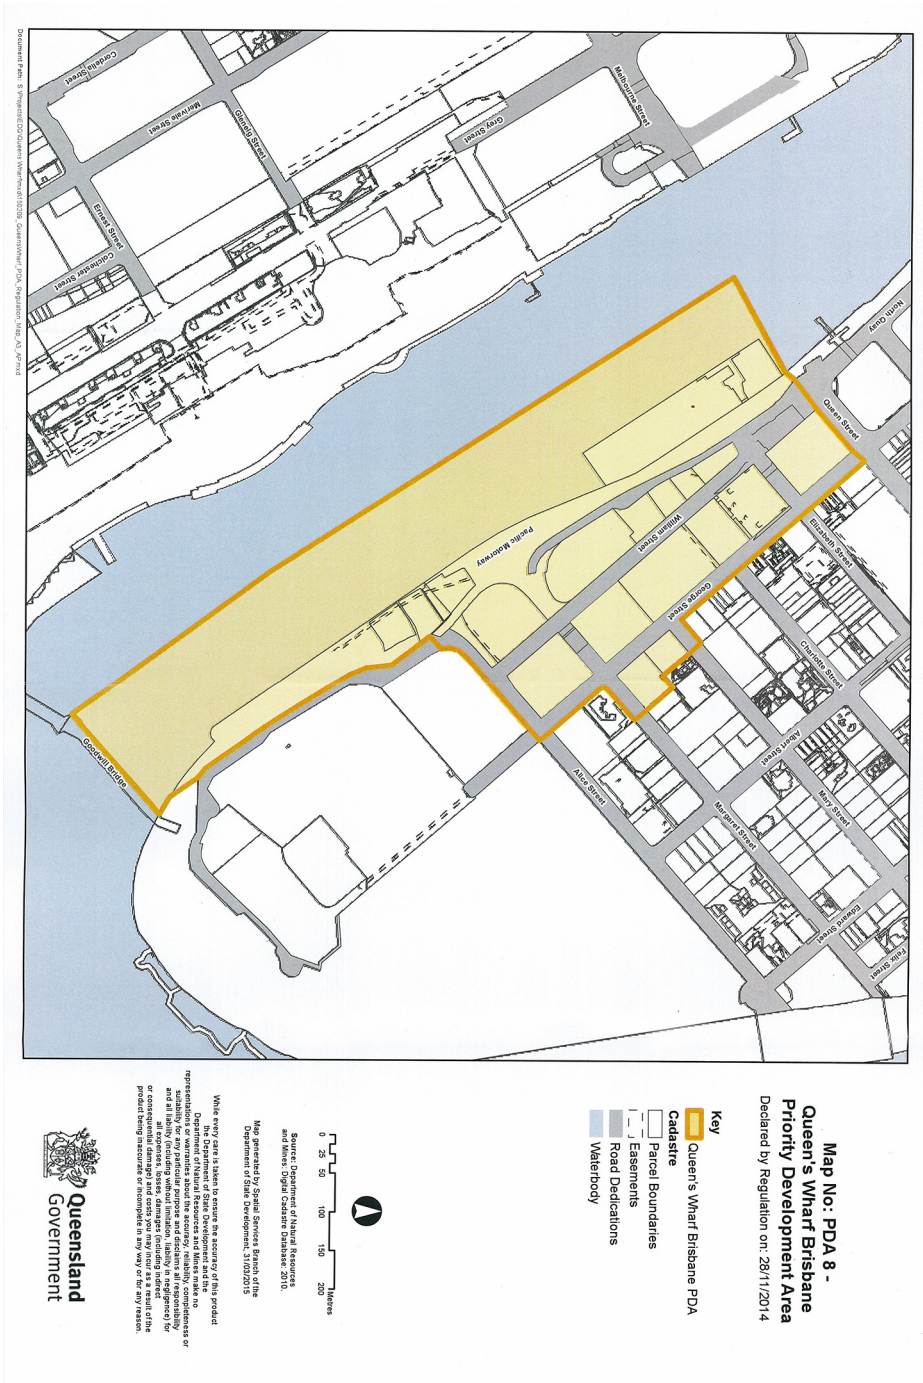 Map No: PDA 8 -
Queen's Wharf Brisbane
Priority Development Area
Declared by Regulation on: 28/11/2014
Key
Queen's Wharf Brisbane PDA
Cadastre
Parcel Boundaries
Easements
Road Dedications
Waterbody
0 25 50 100 150 200
Metres
Source: Department of Natural Resources
and Mines: Digital Cadastre Database: 2010.
Map generated by Spatial Services Branch of the
Department of State Development, 31/03/2015
While every care is taken to ensure the accuracy of this product
the Department of State Development and the
Department of Natural Resources and Mines make no
representations or warranties about the accuracy, reliability, completeness or
suitability for any particular purpose and disclaims all responsibility
and all liability (including without limitation, liability in negligence) for
all expenses, losses, damages (including indirect
or consequential damage) and costs you may incur as a result of the
product being inaccurate or incomplete in any way or for any reason.
Queensland
Government
North Quay
Queen Street
Elizabeth Street
Charlotte Street
Mary Street
Felix Street
Edward Street
Albert Street
Margaret Street
Alice Street
George Street
William Street
Pacific Motorway
Goodwill Bridge
Melbourne Street
Grey Street
Glenelg Street
Merivale Street
Cordelia Street
Ernest Street
Colchester Street
Document Path: S:\Projects\EDQ\Queens Wharf\mxd\150309_QueensWharf_PDA_Regulation_Map_A3_AP.mxd